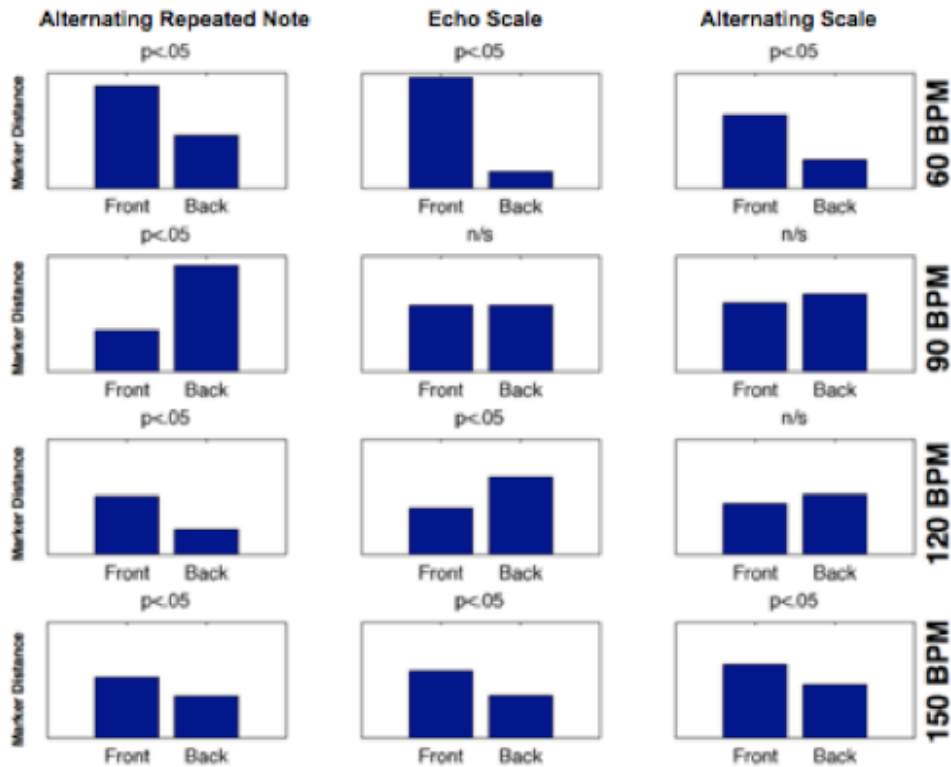 Alternating Repeated Note Echo Scale Alternating Scale
p<.05 p<.05 p<.05
Marker Distance
60 BPM
Front Back Front Back Front Back
p<.05 n/s n/s
Marker Distance
90 BPM
Front Back Front Back Front Back
p<.05 p<.05 n/s
Marker Distance
120 BPM
Front Back Front Back Front Back
p<.05 p<.05 p<.05
Marker Distance
150 BPM
Front Back Front Back Front Back